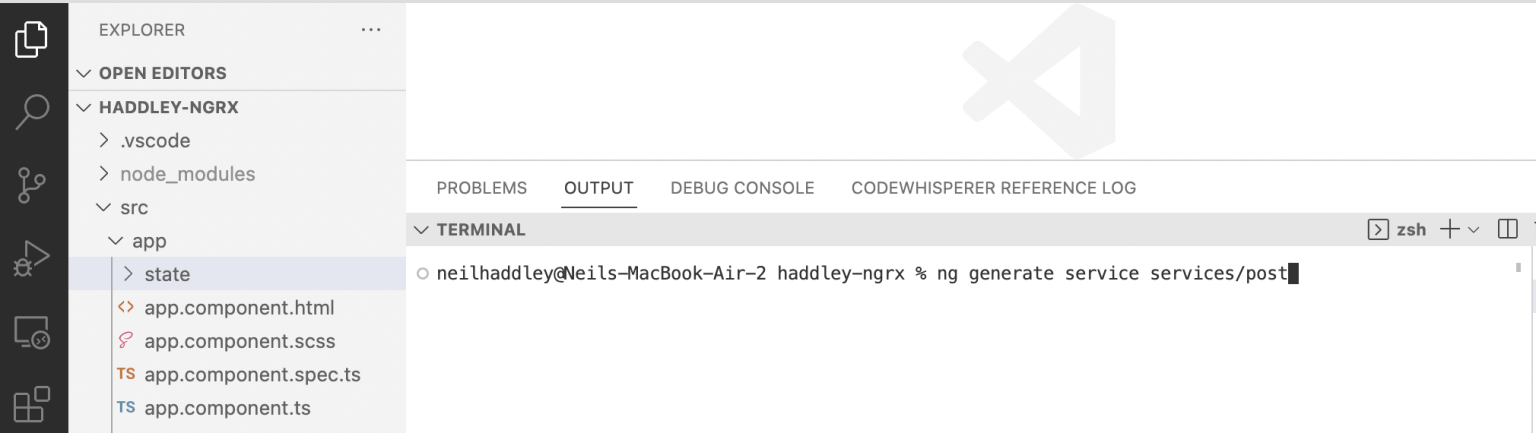 EXPLORER
OPEN EDITORS
HADDLEY-NGRX
.vscode
node_modules
src
app
state
app.component.html
app.component.scss
TS app.component.spec.ts
TS app.component.ts
PROBLEMS OUTPUT DEBUG CONSOLE CODEWHISPERER REFERENCE LOG
TERMINAL zsh
neilhaddley@Neils-MacBook-Air-2 haddley-ngrx % ng generate service services/post